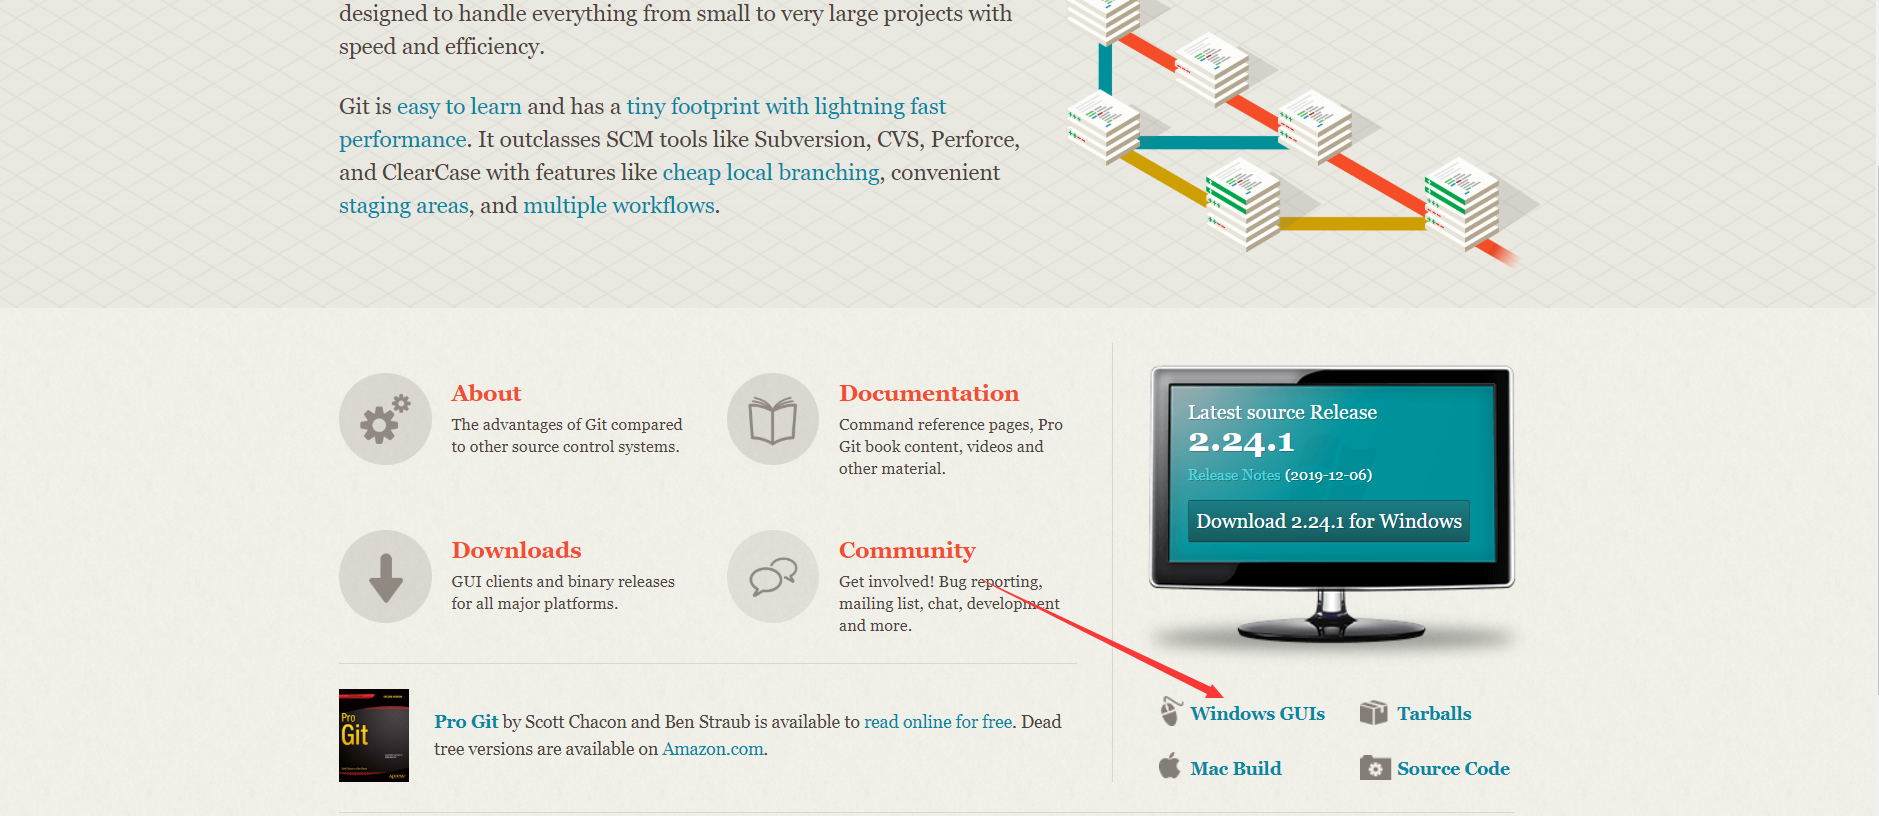 designed to handle everything from small to very large projects with
speed and efficiency.
Git is easy to learn and has a tiny footprint with lightning fast
performance. It outclasses SCM tools like Subversion, CVS, Perforce,
and ClearCase with features like cheap local branching, convenient
staging areas, and multiple workflows.
About
The advantages of Git compared
to other source control systems.
Documentation
Command reference pages, Pro
Git book content, videos and
other material.
Downloads
GUI clients and binary releases
for all major platforms.
Community
Get involved! Bug reporting,
mailing list, chat, development
and more.
Pro
Git
Pro Git by Scott Chacon and Ben Straub is available to read online for free. Dead
tree versions are available on Amazon.com.
Latest source Release
2.24.1
Release Notes (2019-12-06)
Download 2.24.1 for Windows
Windows GUIs
Tarballs
Mac Build
Source Code